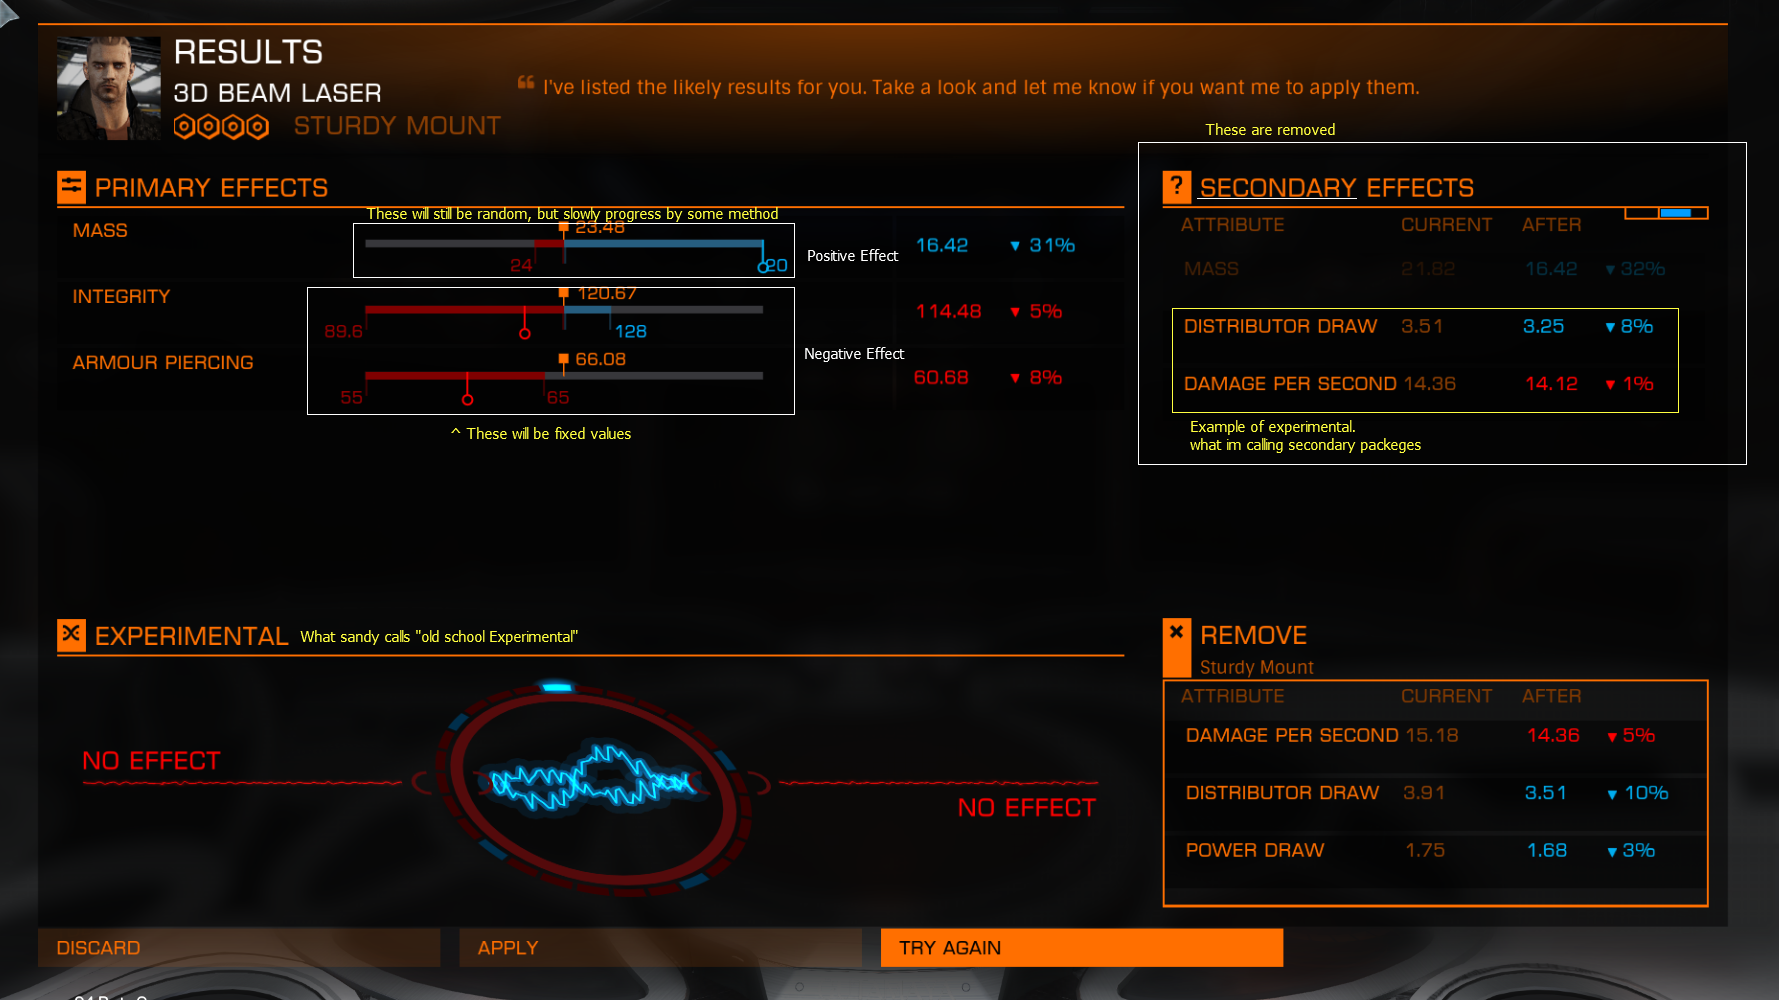 RESULTS
3D BEAM LASER
STURDY MOUNT
“ I've listed the likely results for you. Take a look and let me know if you want me to apply them.
These are removed
PRIMARY EFFECTS
These will still be random, but slowly progress by some method
MASS
23.48
24
20
Positive Effect
16.42 ▼ 31%
INTEGRITY
120.67
89.6
128
114.48 ▼ 5%
Negative Effect
ARMOUR PIERCING
66.08
55
65
60.68 ▼ 8%
^ These will be fixed values
? SECONDARY EFFECTS
ATTRIBUTE CURRENT AFTER
MASS 21.82 16.42 ▼ 32%
DISTRIBUTOR DRAW 3.51 3.25 ▼ 8%
DAMAGE PER SECOND 14.36 14.12 ▼ 1%
Example of experimental.
what im calling secondary packeges
EXPERIMENTAL
What sandy calls "old school Experimental"
NO EFFECT
NO EFFECT
REMOVE
Sturdy Mount
ATTRIBUTE CURRENT AFTER
DAMAGE PER SECOND 15.18 14.36 ▼ 5%
DISTRIBUTOR DRAW 3.91 3.51 ▼ 10%
POWER DRAW 1.75 1.68 ▼ 3%
DISCARD
APPLY
TRY AGAIN